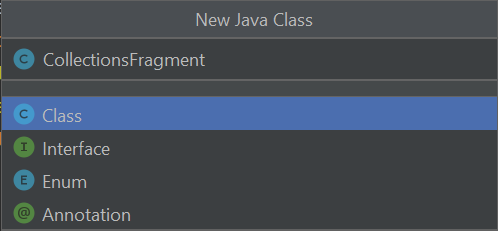 New Java Class
C CollectionsFragment
C Class
I Interface
E Enum
@ Annotation